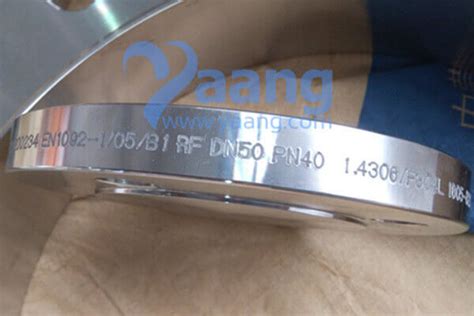 Yaang
www.yaang.com
EN1092-1/05/B1 RF DN50 PN40 1.4306/